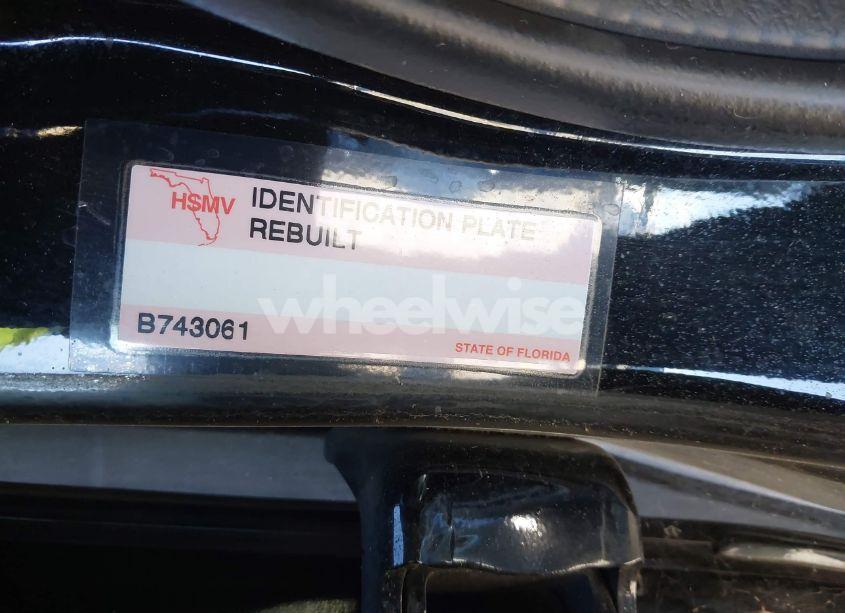 HSMV
IDENTIFICATION PLATE
REBUILT
wheelwise
B743061
STATE OF FLORIDA